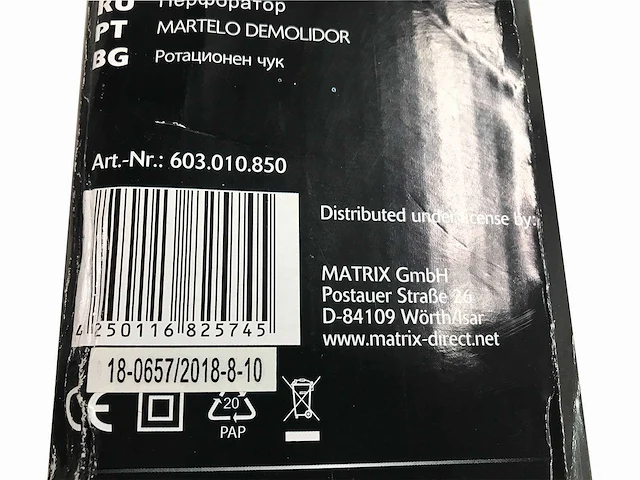 RU Перфоратор
PT MARTELO DEMOLIDOR
BG Ротационен чук
Art.-Nr.: 603.010.850
Distributed under license by:
MATRIX GmbH
Postauer Straße 26
D-84109 Wörth/Isar
www.matrix-direct.net
4 250116 825745
18-0657/2018-8-10
CE
20
PAP